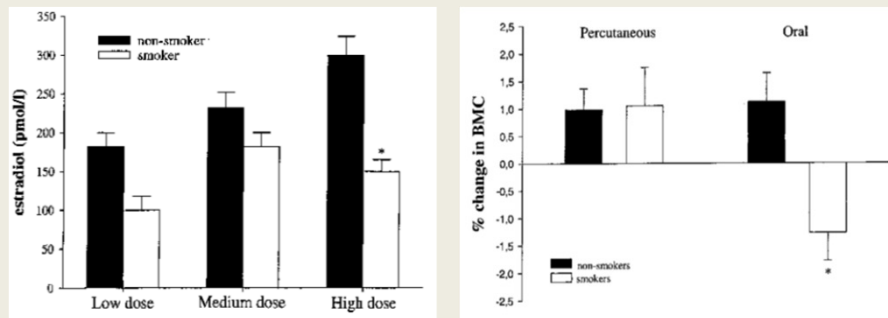 non-smoker
smoker
estradiol (pmol/l)
350
300
250
200
150
100
50
0
*
Low dose Medium dose High dose
Percutaneous Oral
% change in BMC
2,5
2,0
1,5
1,0
0,5
0,0
-0,5
-1,0
-1,5
-2,0
-2,5
non-smokers
smokers
*